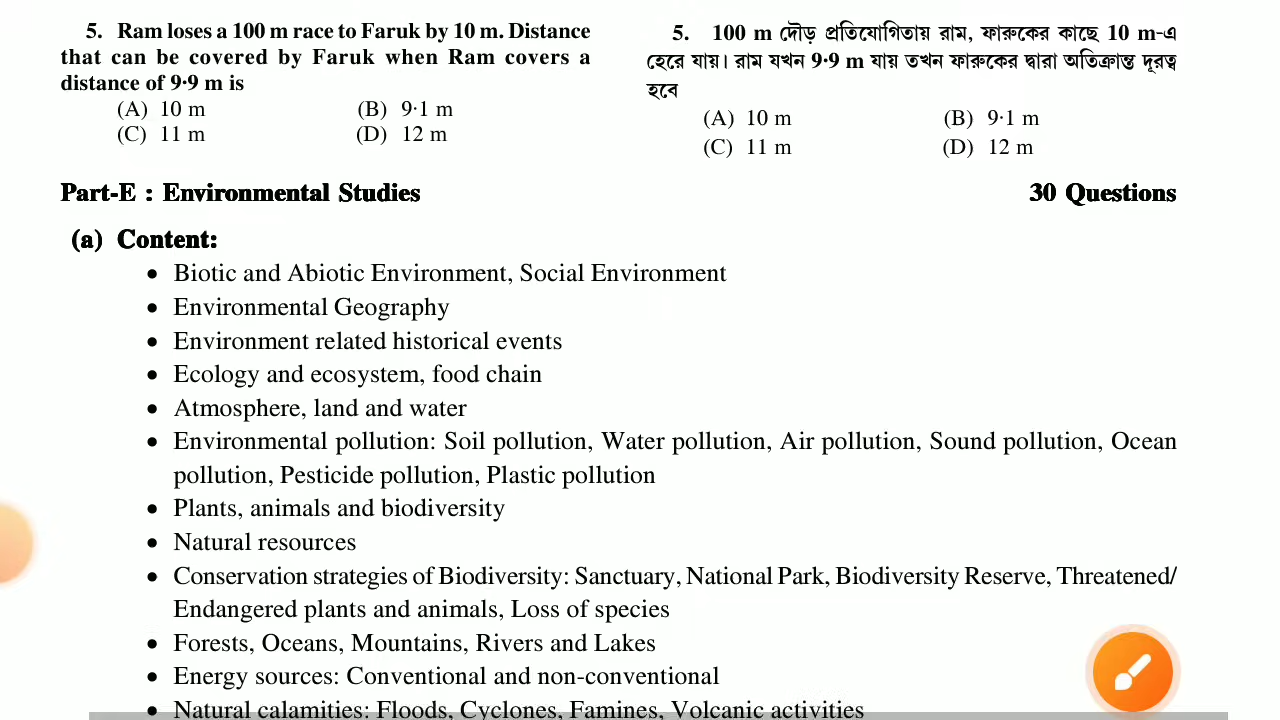 5. Ram loses a 100 m race to Faruk by 10 m. Distance
that can be covered by Faruk when Ram covers a
distance of 9·9 m is
(A) 10 m (B) 9·1 m
(C) 11 m (D) 12 m
5. 100 m দৌড় প্রতিযোগিতায় রাম, ফারুকের কাছে 10 m-এ
হেরে যায়। রাম যখন 9·9 m যায় তখন ফারুকের দ্বারা অতিক্রান্ত দূরত্ব
হবে
(A) 10 m (B) 9·1 m
(C) 11 m (D) 12 m
Part-E : Environmental Studies 30 Questions
(a) Content:
• Biotic and Abiotic Environment, Social Environment
• Environmental Geography
• Environment related historical events
• Ecology and ecosystem, food chain
• Atmosphere, land and water
• Environmental pollution: Soil pollution, Water pollution, Air pollution, Sound pollution, Ocean
pollution, Pesticide pollution, Plastic pollution
• Plants, animals and biodiversity
• Natural resources
• Conservation strategies of Biodiversity: Sanctuary, National Park, Biodiversity Reserve, Threatened/
Endangered plants and animals, Loss of species
• Forests, Oceans, Mountains, Rivers and Lakes
• Energy sources: Conventional and non-conventional
• Natural calamities: Floods, Cyclones, Famines, Volcanic activities